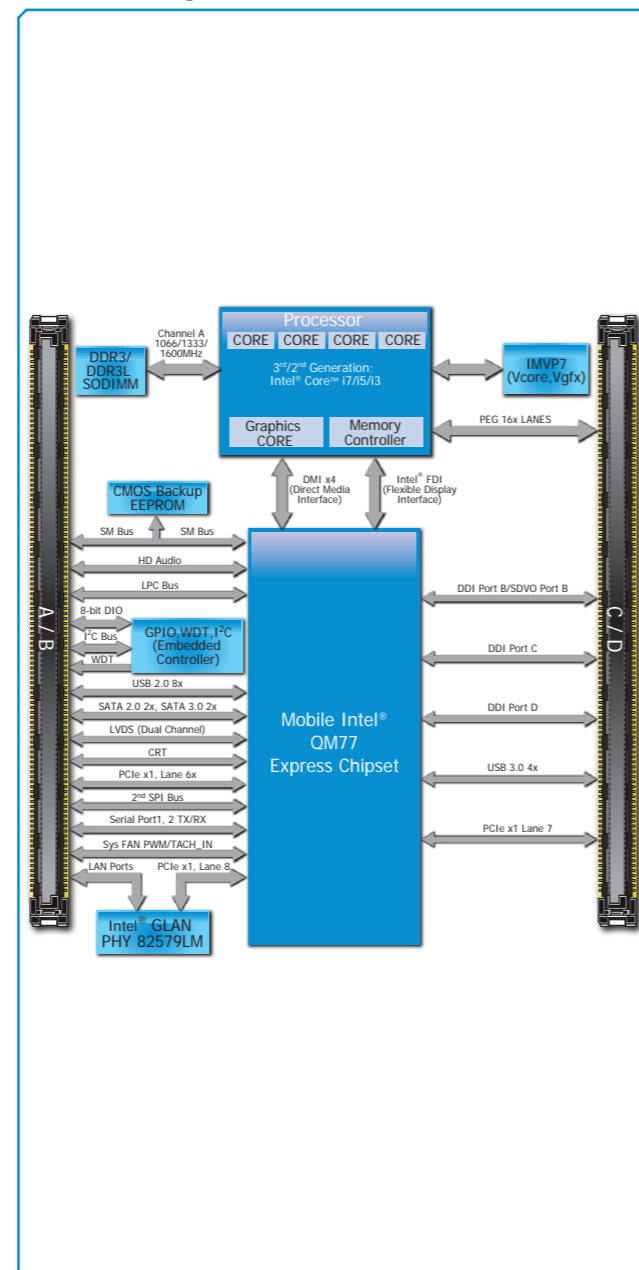 Processor
CORE CORE CORE CORE
3rd/2nd Generation;
Intel® Core™ i7/i5/i3
Graphics
CORE
Memory
Controller
DDR3/
DDR3L
SODIMM
Channel A
1066/1333/
1600MHz
IMVP7
(Vcore,Vgfx)
PEG 16x LANES
DMI x4
(Direct Media
Interface)
Intel® FDI
(Flexible Display
Interface)
CMOS Backup
EEPROM
SM Bus
SM Bus
HD Audio
LPC Bus
8-bit DIO
I²C Bus
WDT
GPIO,WDT,I²C
(Embedded
Controller)
USB 2.0 8x
SATA 2.0 2x, SATA 3.0 2x
LVDS (Dual Channel)
CRT
PCIe x1, Lane 6x
2nd SPI Bus
Serial Port1, 2 TX/RX
Sys FAN PWM/TACH_IN
LAN Ports
PCIe x1, Lane 8
Intel® GLAN
PHY 82579LM
Mobile Intel®
QM77
Express Chipset
DDI Port B/SDVO Port B
DDI Port C
DDI Port D
USB 3.0 4x
PCIe x1 Lane 7
A / B
C / D